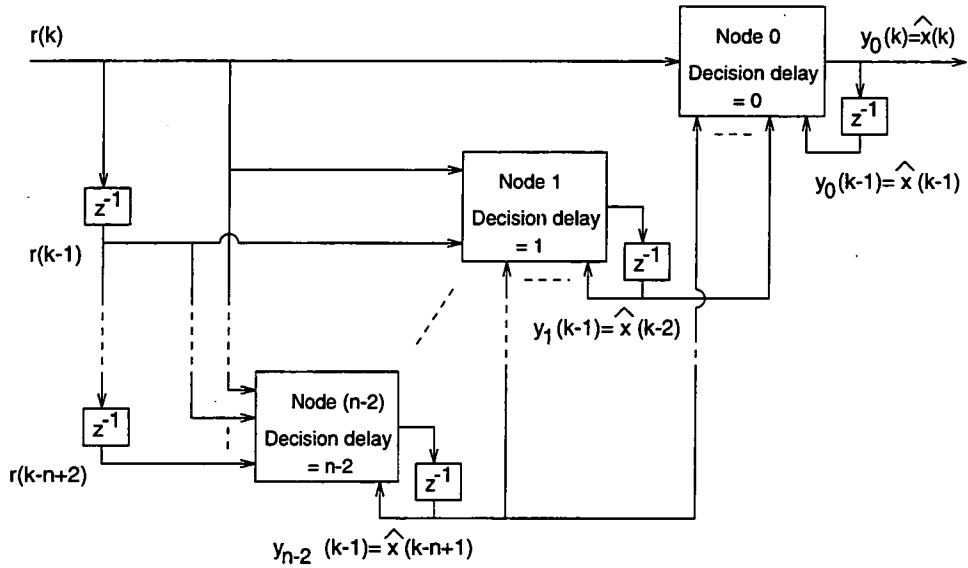 r(k)
Node 0
Decision delay
= 0
y₀(k)=x̂(k)
z⁻¹
y₀(k-1)=x̂(k-1)
Node 1
Decision delay
= 1
z⁻¹
z⁻¹
r(k-1)
y₁(k-1)=x̂(k-2)
Node (n-2)
Decision delay
= n-2
z⁻¹
z⁻¹
r(k-n+2)
yₙ₋₂ (k-1)=x̂(k-n+1)